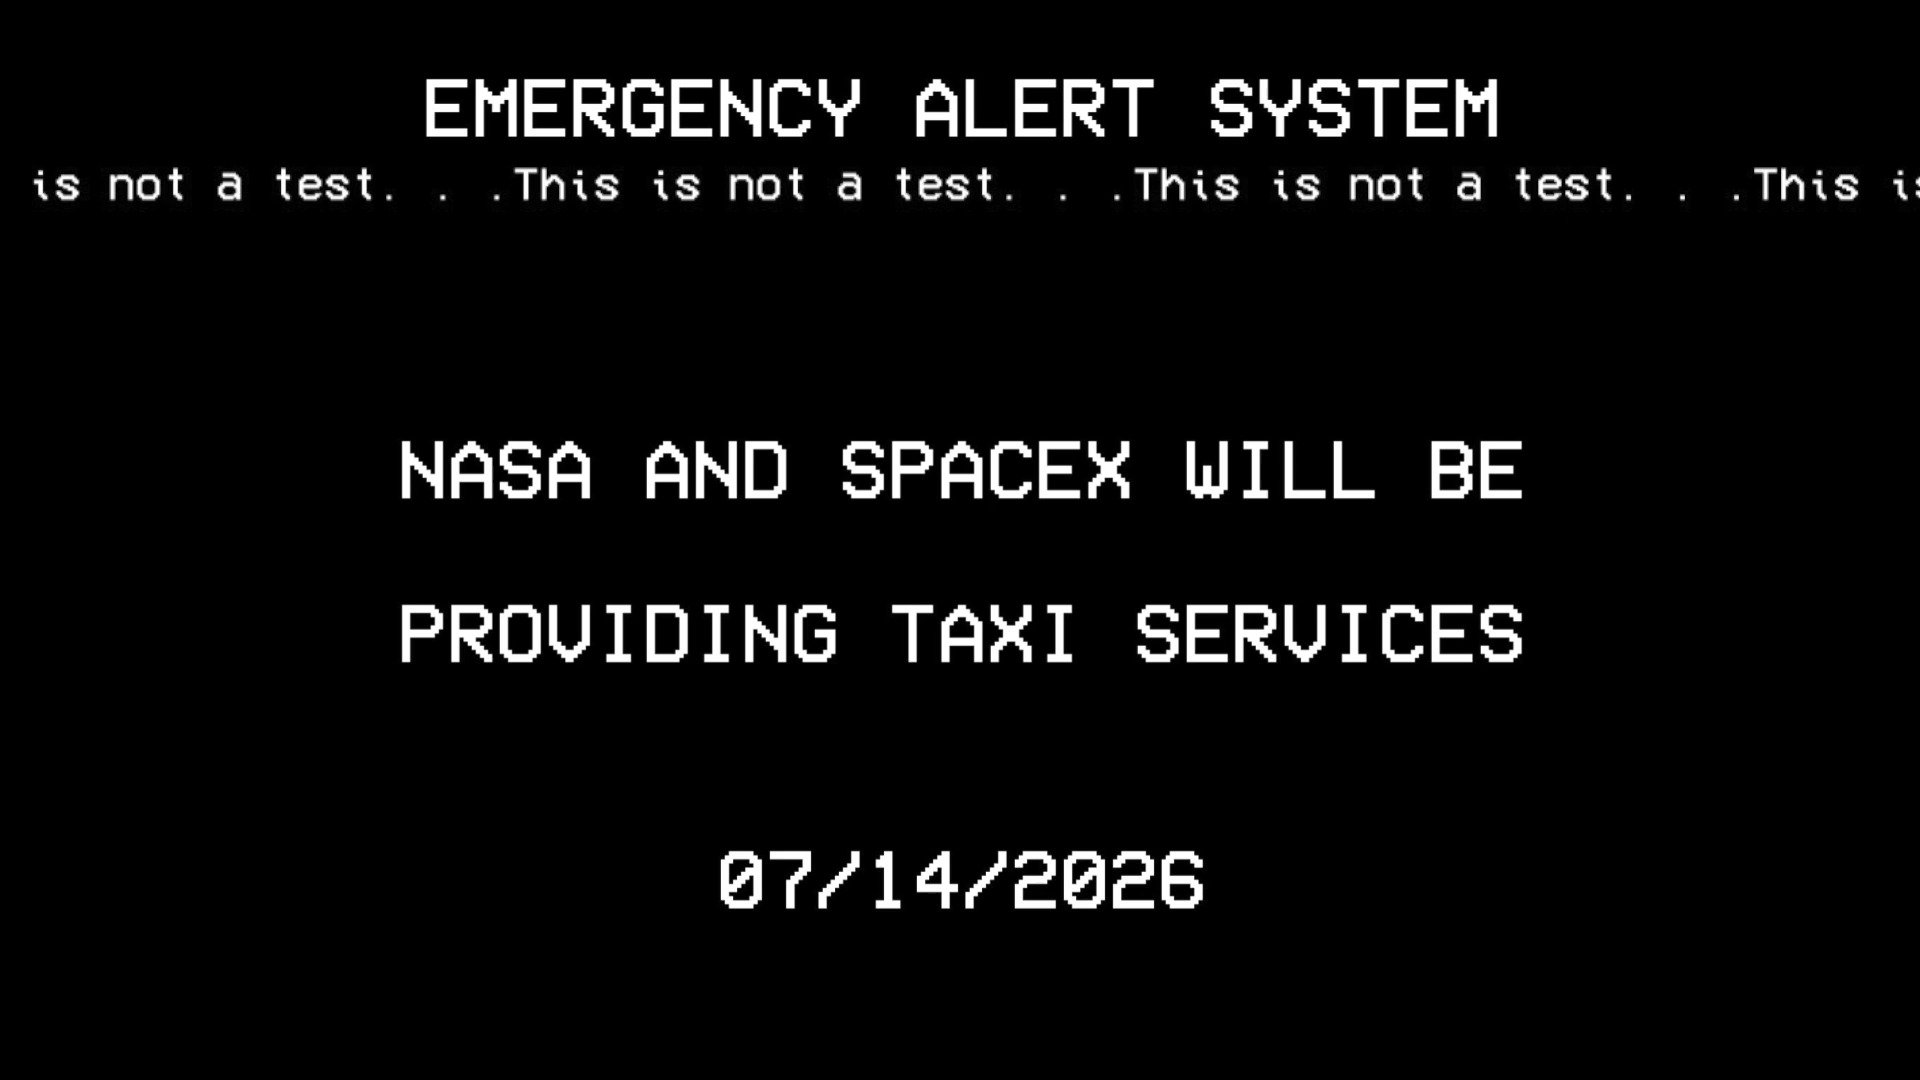 EMERGENCY ALERT SYSTEM
is not a test. . .This is not a test. . .This is not a test. . .This is
NASA AND SPACEX WILL BE
PROVIDING TAXI SERVICES
07/14/2026